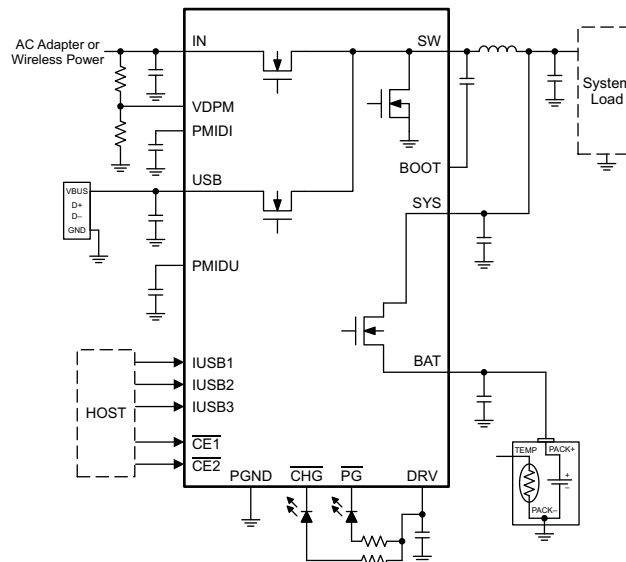 AC Adapter or
Wireless Power
IN
SW
System
Load
VDPM
PMIDI
BOOT
USB
VBUS
D+
D–
GND
SYS
PMIDU
BAT
HOST
IUSB1
IUSB2
IUSB3
CE1
CE2
TEMP
PACK+
+
–
PACK–
PGND
CHG
PG
DRV